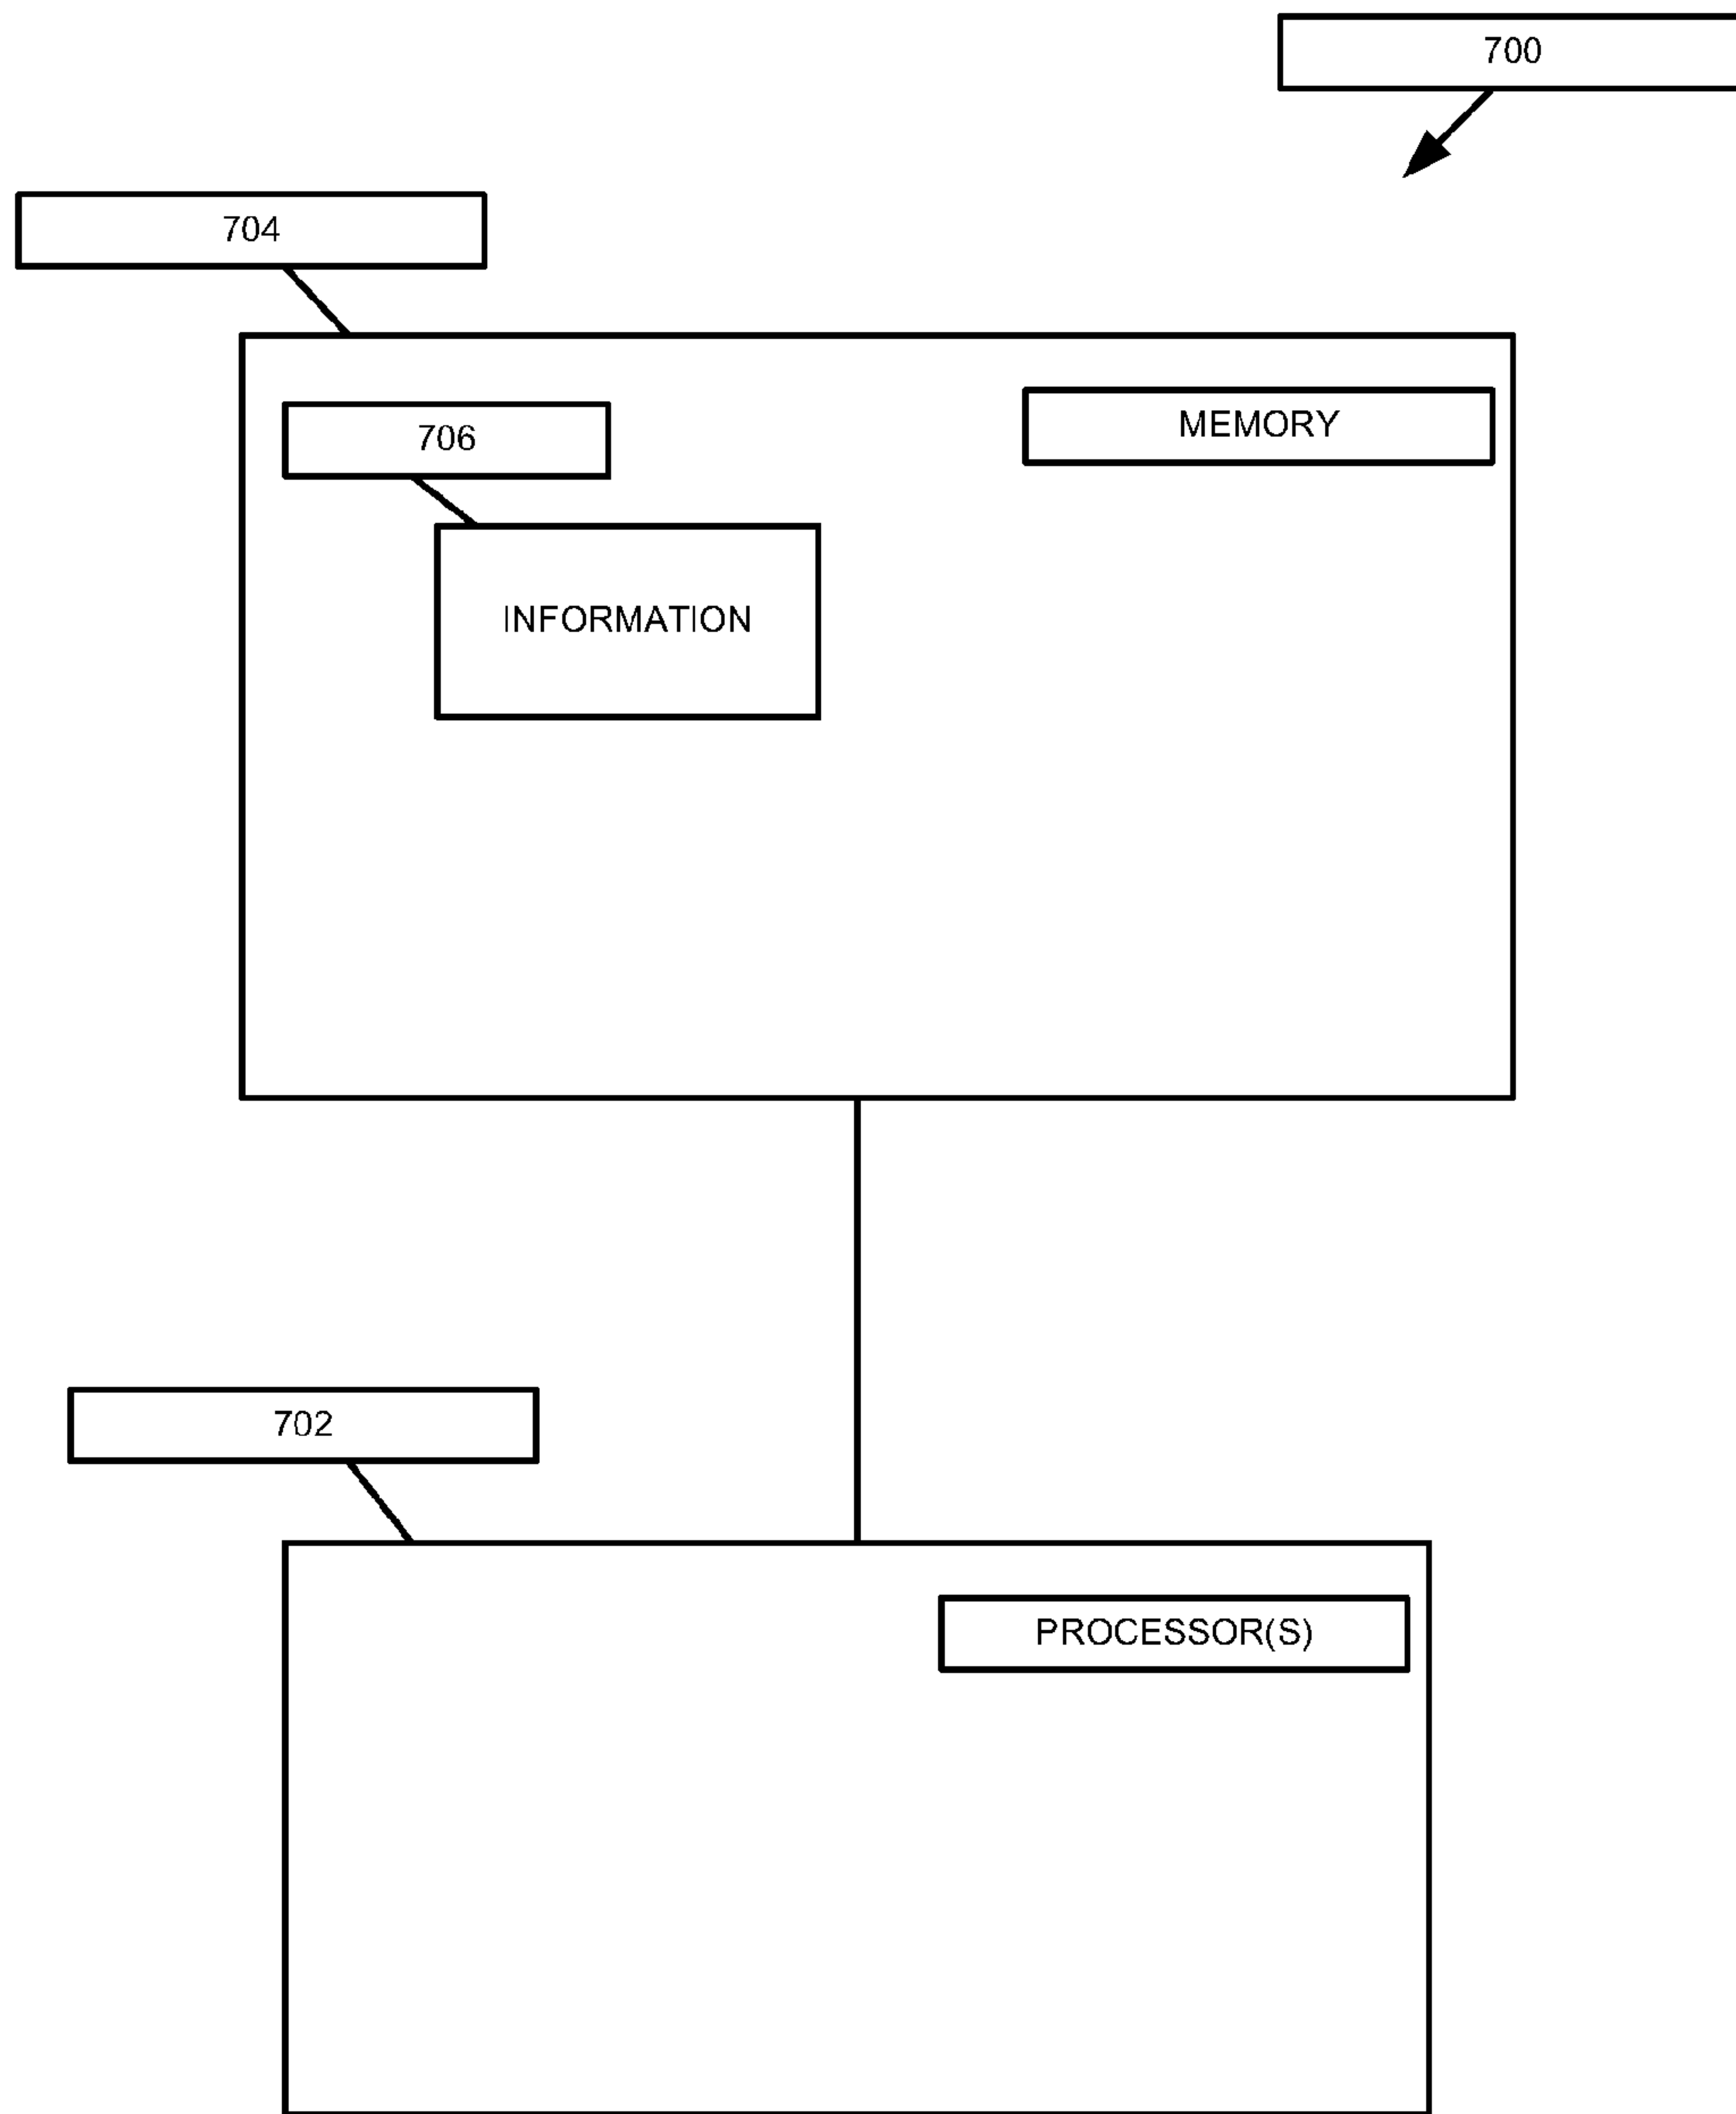 700
704
MEMORY
706
INFORMATION
702
PROCESSOR(S)